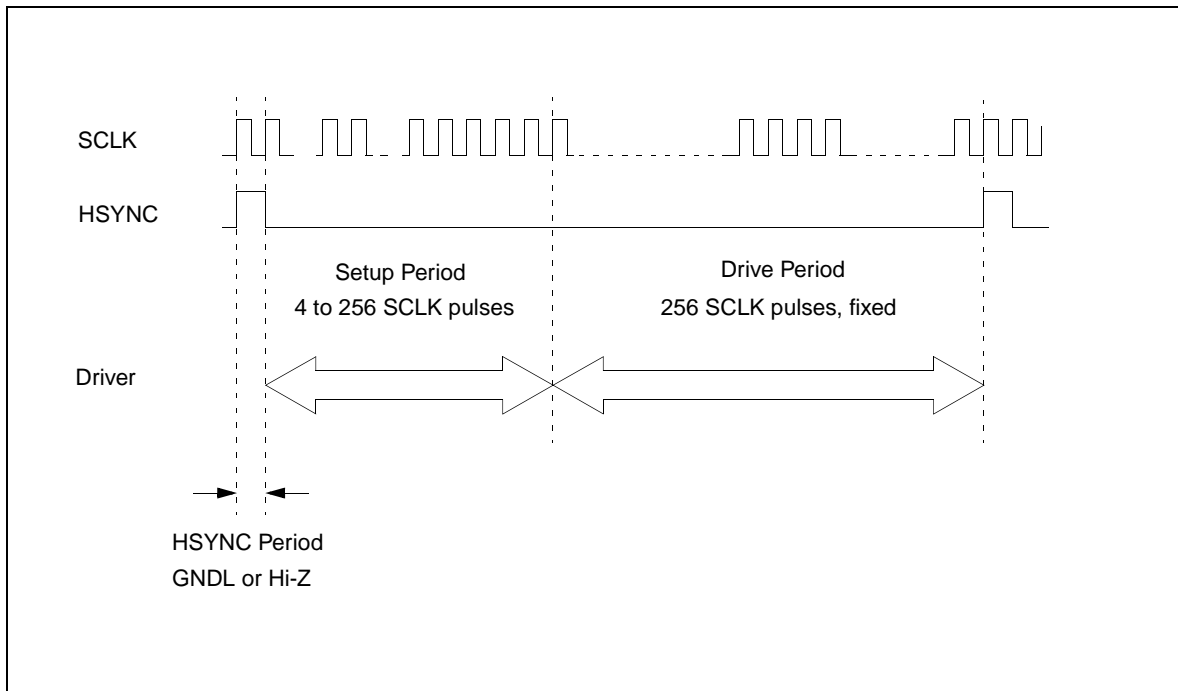 SCLK
HSYNC
Setup Period
4 to 256 SCLK pulses
Drive Period
256 SCLK pulses, fixed
Driver
HSYNC Period
GNDL or Hi-Z